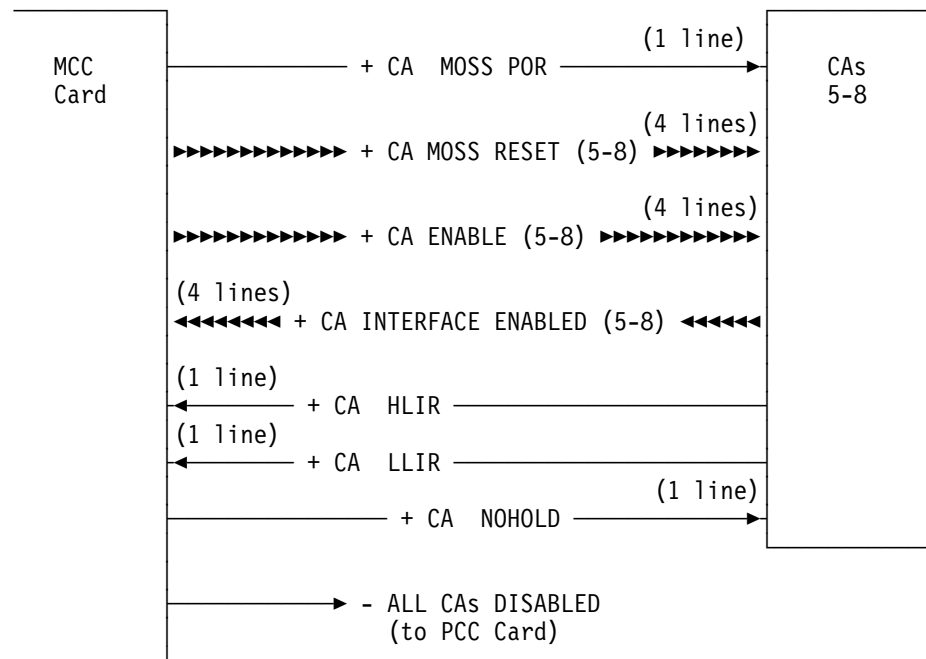 (1 line)
MCC + CA MOSS POR CAs
Card 5-8
(4 lines)
+ CA MOSS RESET (5-8)
(4 lines)
+ CA ENABLE (5-8)
(4 lines)
+ CA INTERFACE ENABLED (5-8)
(1 line)
+ CA HLIR
(1 line)
+ CA LLIR
(1 line)
+ CA NOHOLD
- ALL CAs DISABLED
(to PCC Card)